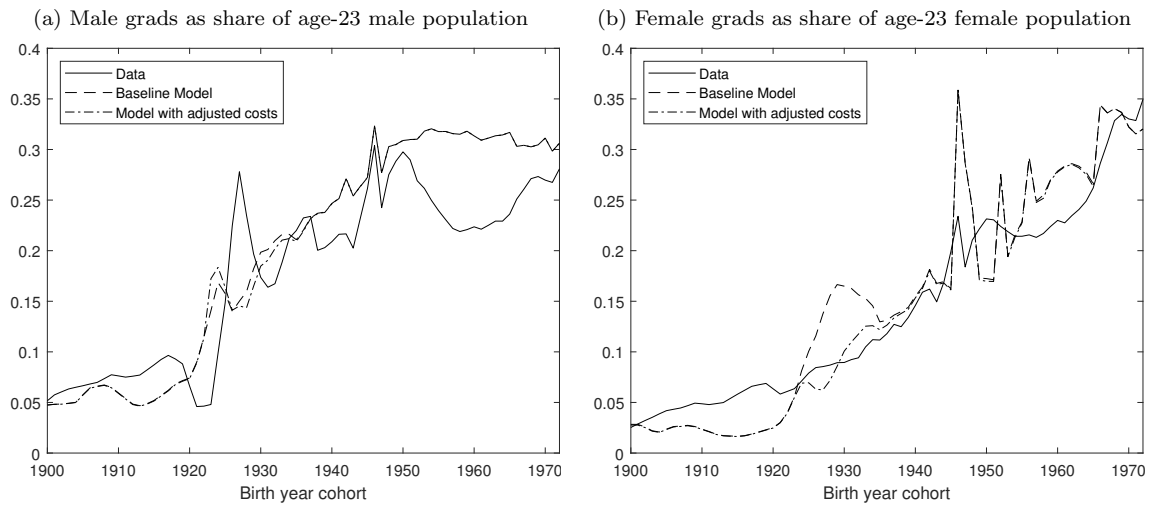 (a) Male grads as share of age-23 male population
0.4
0.35
0.3
0.25
0.2
0.15
0.1
0.05
0
Data
Baseline Model
Model with adjusted costs
1900 1910 1920 1930 1940 1950 1960 1970
Birth year cohort
(b) Female grads as share of age-23 female population
0.4
0.35
0.3
0.25
0.2
0.15
0.1
0.05
0
Data
Baseline Model
Model with adjusted costs
1900 1910 1920 1930 1940 1950 1960 1970
Birth year cohort